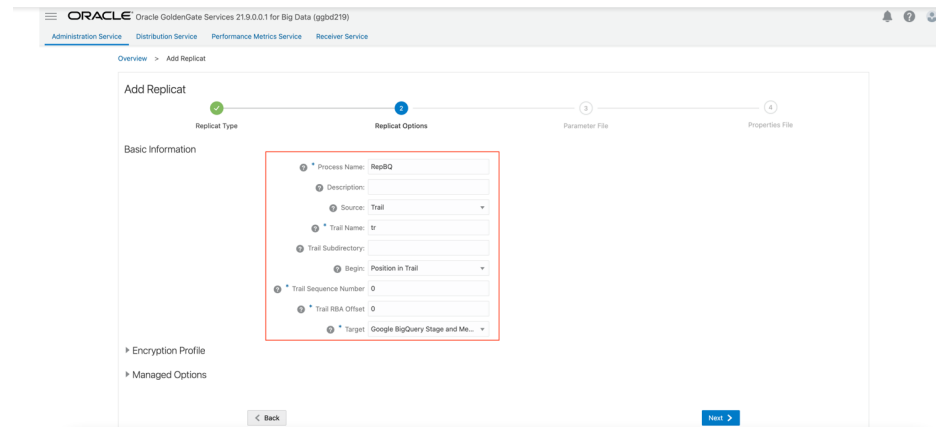 ORACLE Oracle GoldenGate Services 21.9.0.0.1 for Big Data (ggbd219)
Administration Service Distribution Service Performance Metrics Service Receiver Service
Overview > Add Replicat
Add Replicat
2 3 4
Replicat Type Replicat Options Parameter File Properties File
Basic Information
* Process Name: RepBQ
Description:
Source: Trail
* Trail Name: tr
Trail Subdirectory:
Begin: Position in Trail
* Trail Sequence Number 0
* Trail RBA Offset 0
* Target Google BigQuery Stage and Me...
Encryption Profile
Managed Options
< Back Next >